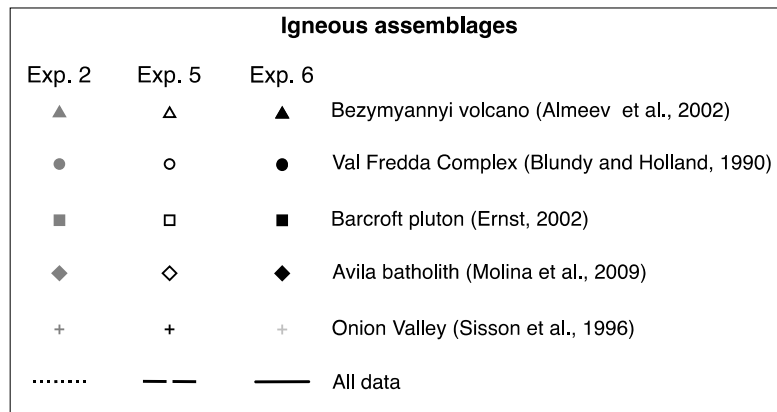 Igneous assemblages
Exp. 2 Exp. 5 Exp. 6
Bezymyannyi volcano (Almeev et al., 2002)
Val Fredda Complex (Blundy and Holland, 1990)
Barcroft pluton (Ernst, 2002)
Avila batholith (Molina et al., 2009)
Onion Valley (Sisson et al., 1996)
All data